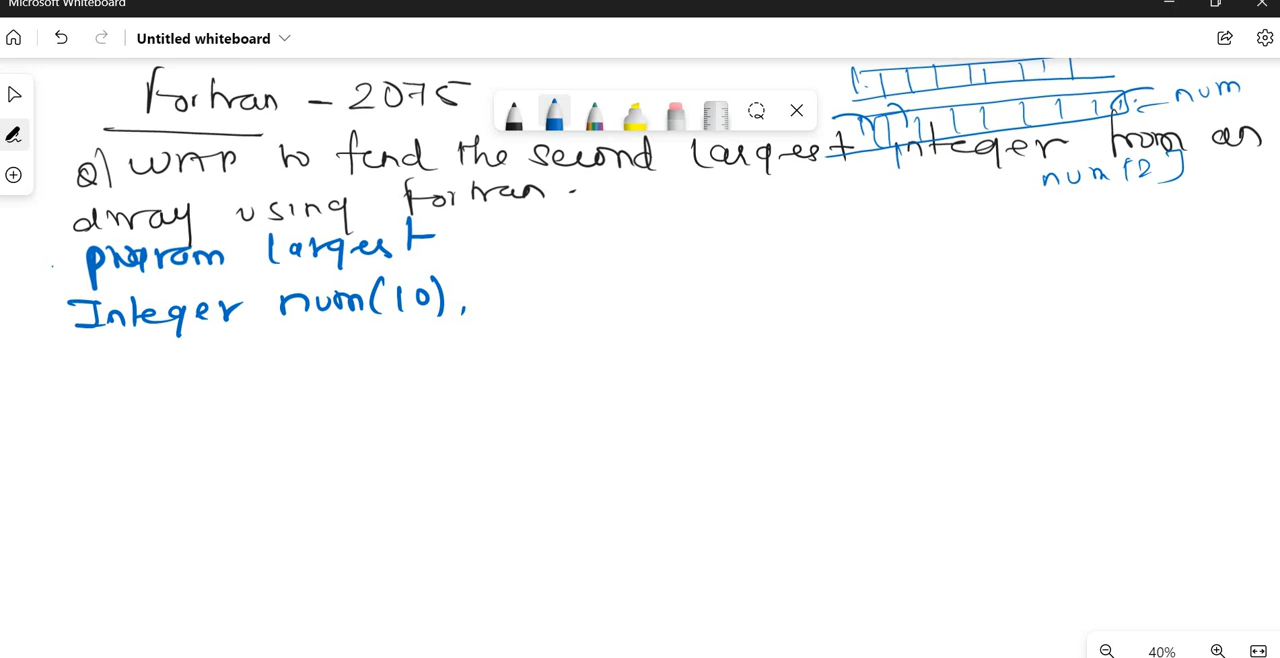 Microsoft Whiteboard
Untitled whiteboard
Fortran - 2075
num
Q) WAP to find the second largest integer from an
num[2]
array using fortran.
program largest
Integer num(10),
40%